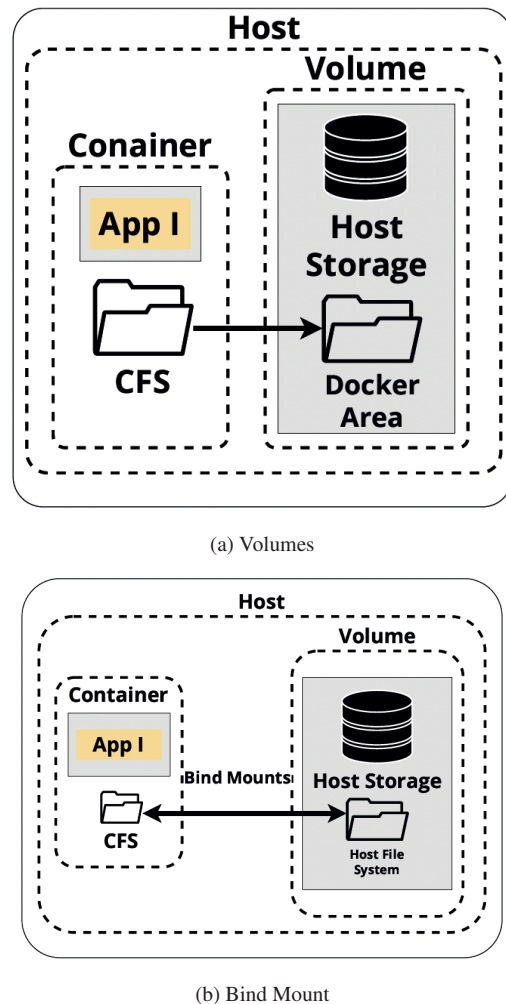 Host
Volume
Conainer
App I
Host
Storage
CFS
Docker
Area
(a) Volumes
Host
Volume
Container
App I
Bind Mounts
Host Storage
CFS
Host File
System
(b) Bind Mount